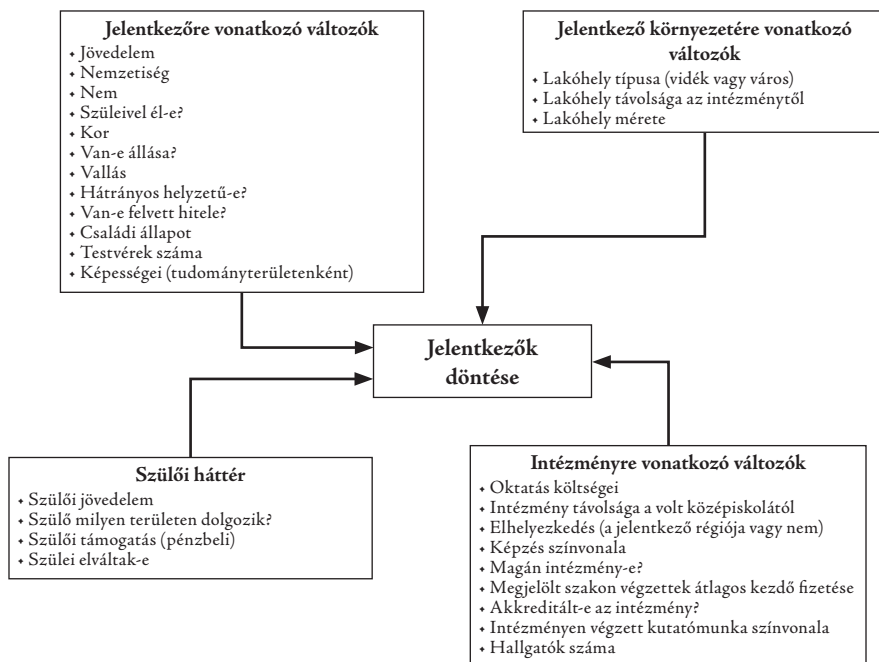 Jelentkezőre vonatkozó változók
✦ Jövedelem
✦ Nemzetiség
✦ Nem
✦ Szüleivel él-e?
✦ Kor
✦ Van-e állása?
✦ Vallás
✦ Hátrányos helyzetű-e?
✦ Van-e felvett hitele?
✦ Családi állapot
✦ Testvérek száma
✦ Képességei (tudományterületenként)
Jelentkező környezetére vonatkozó
változók
✦ Lakóhely típusa (vidék vagy város)
✦ Lakóhely távolsága az intézménytől
✦ Lakóhely mérete
Jelentkezők
döntése
Szülői háttér
✦ Szülői jövedelem
✦ Szülő milyen területen dolgozik?
✦ Szülői támogatás (pénzbeli)
✦ Szülei elváltak-e
Intézményre vonatkozó változók
✦ Oktatás költségei
✦ Intézmény távolsága a volt középiskolától
✦ Elhelyezkedés (a jelentkező régiója vagy nem)
✦ Képzés színvonala
✦ Magán intézmény-e?
✦ Megjelölt szakon végzettek átlagos kezdő fizetése
✦ Akkreditált-e az intézmény?
✦ Intézményen végzett kutatómunka színvonala
✦ Hallgatók száma